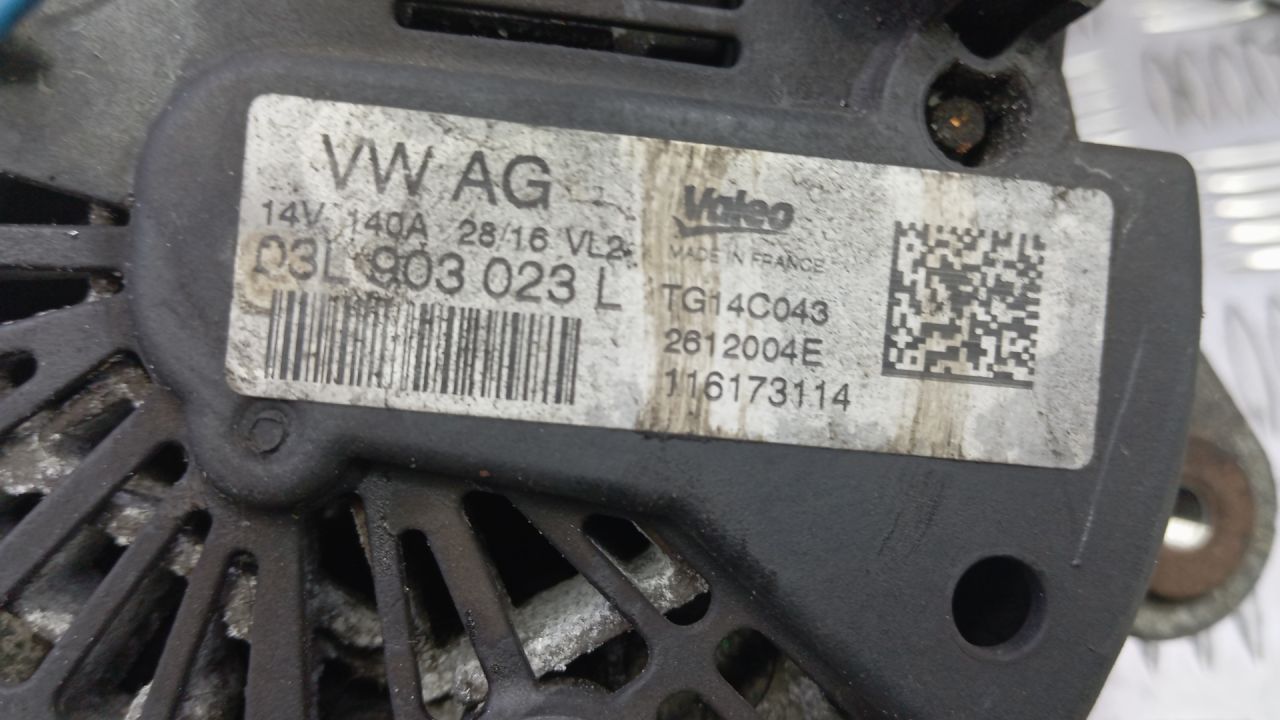 VW AG
14V 140A 28/16 VL2
03L 903 023 L
Valeo
MADE IN FRANCE
TG14C043
2612004E
116173114